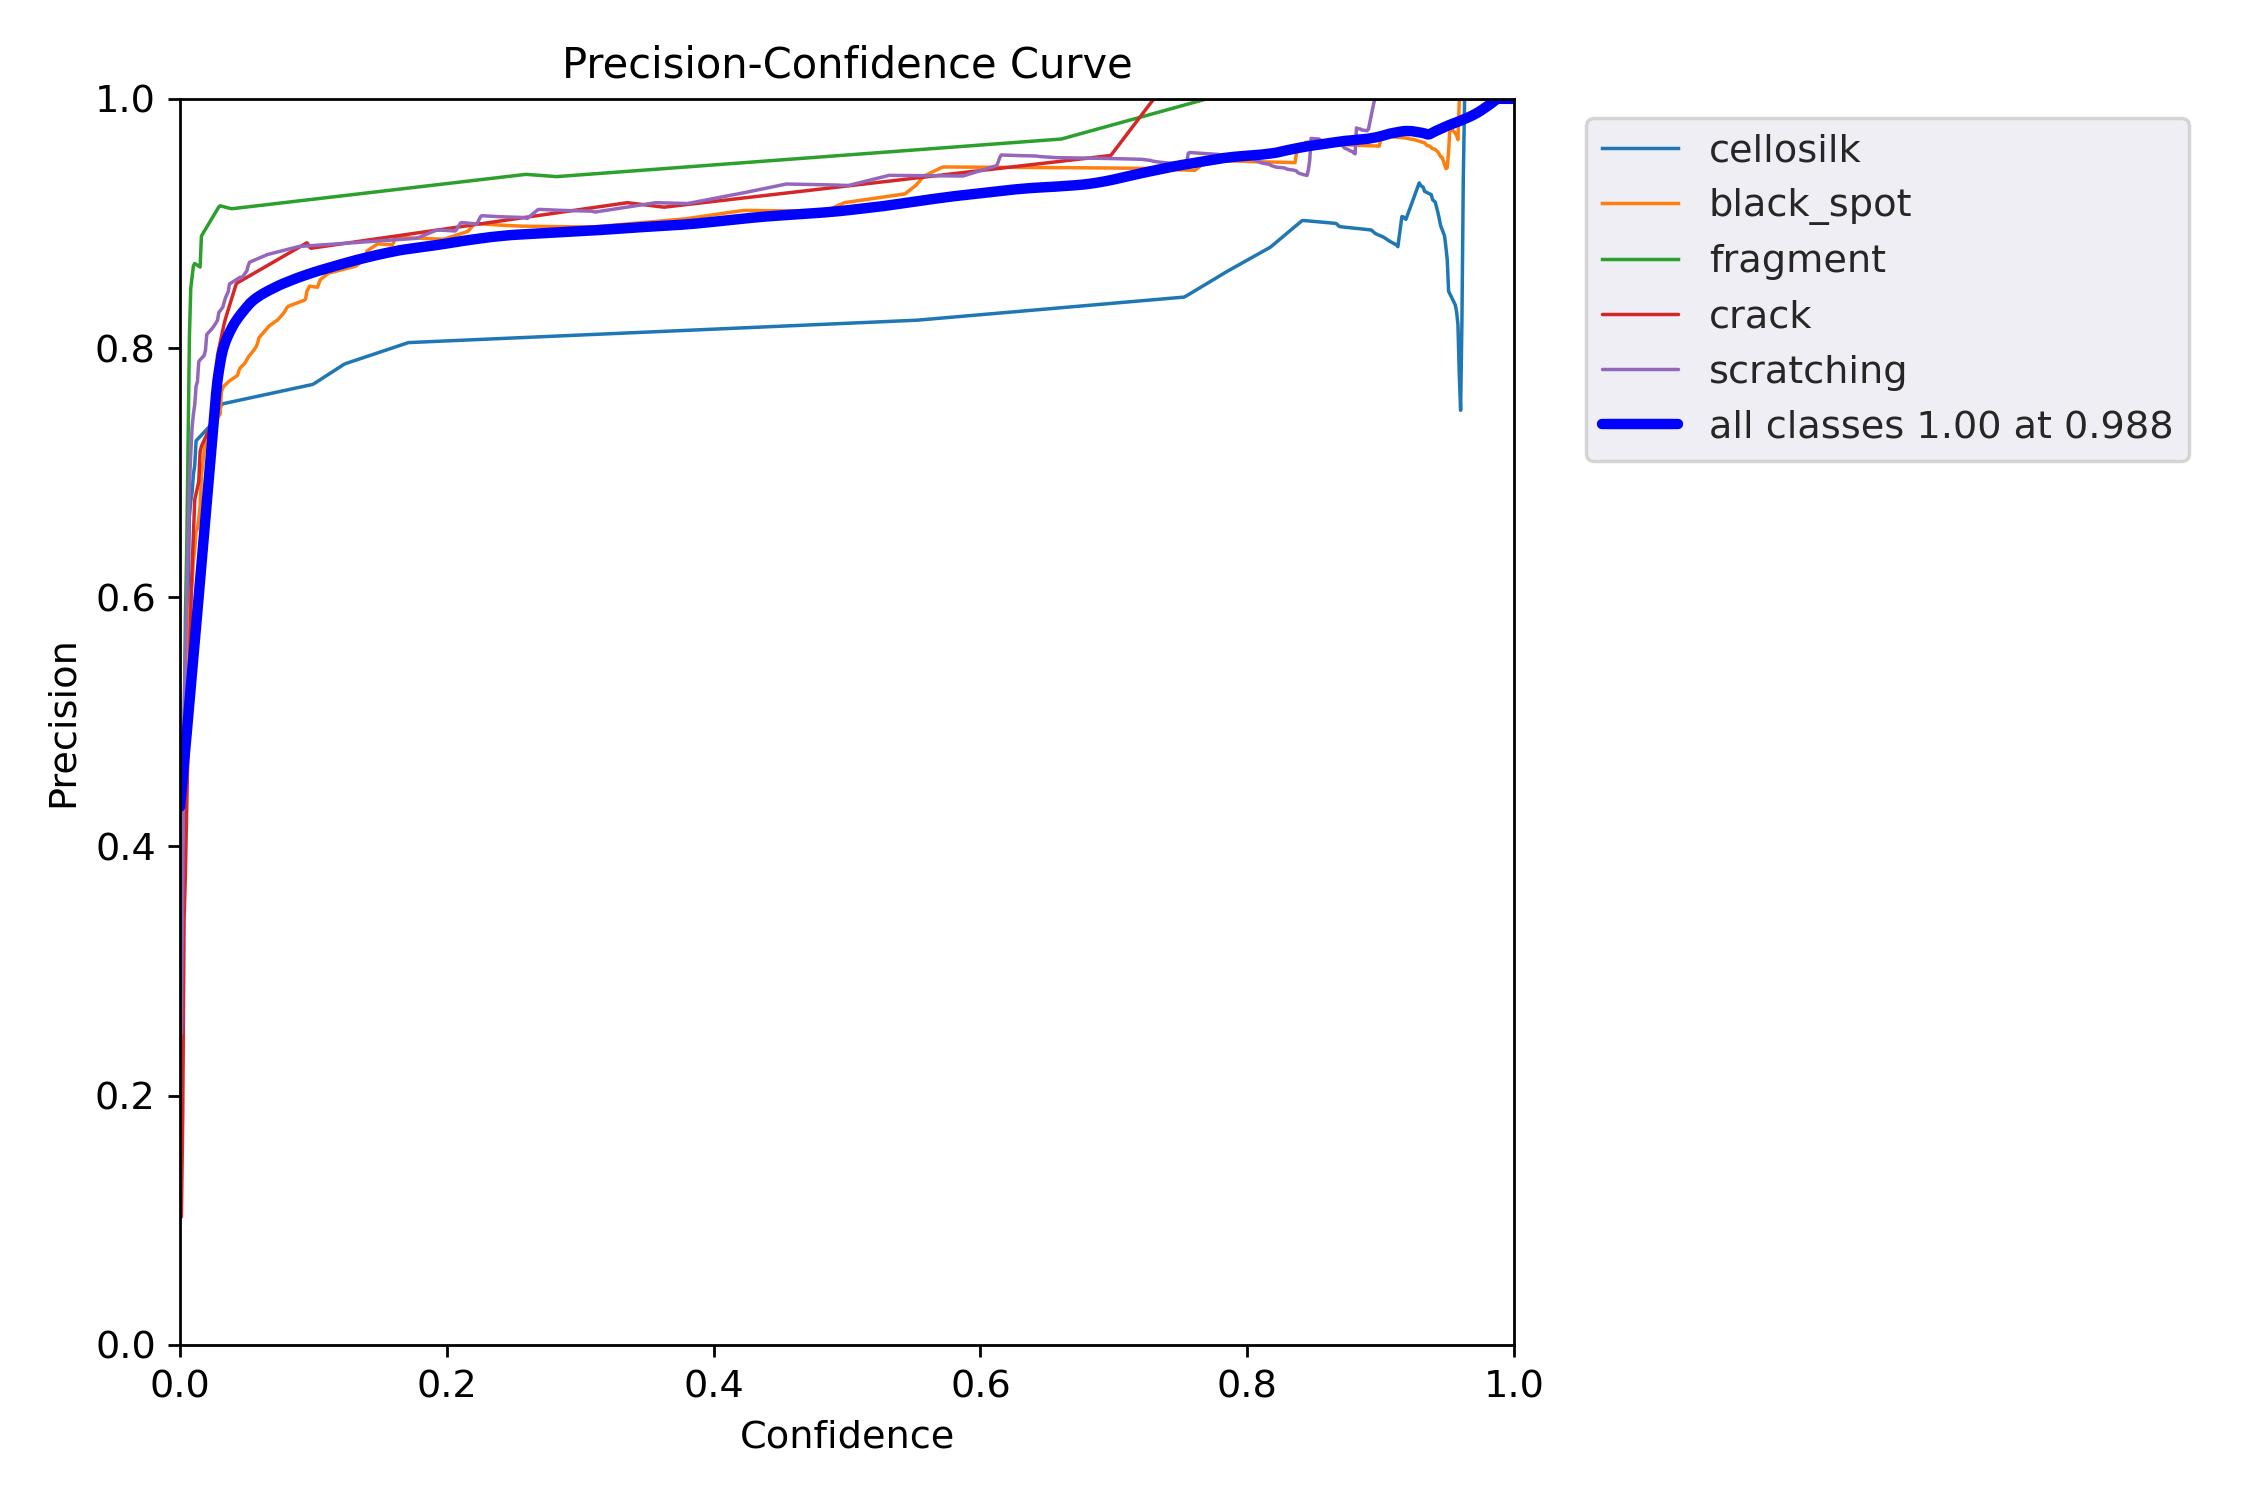 Precision-Confidence Curve
1.0
0.8
0.6
0.4
0.2
0.0
Precision
0.0 0.2 0.4 0.6 0.8 1.0
Confidence
cellosilk
black_spot
fragment
crack
scratching
all classes 1.00 at 0.988